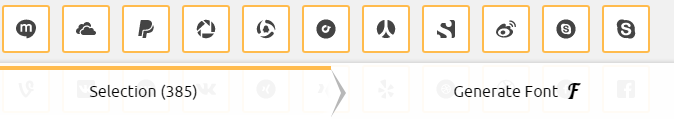 Selection (385)
Generate Font